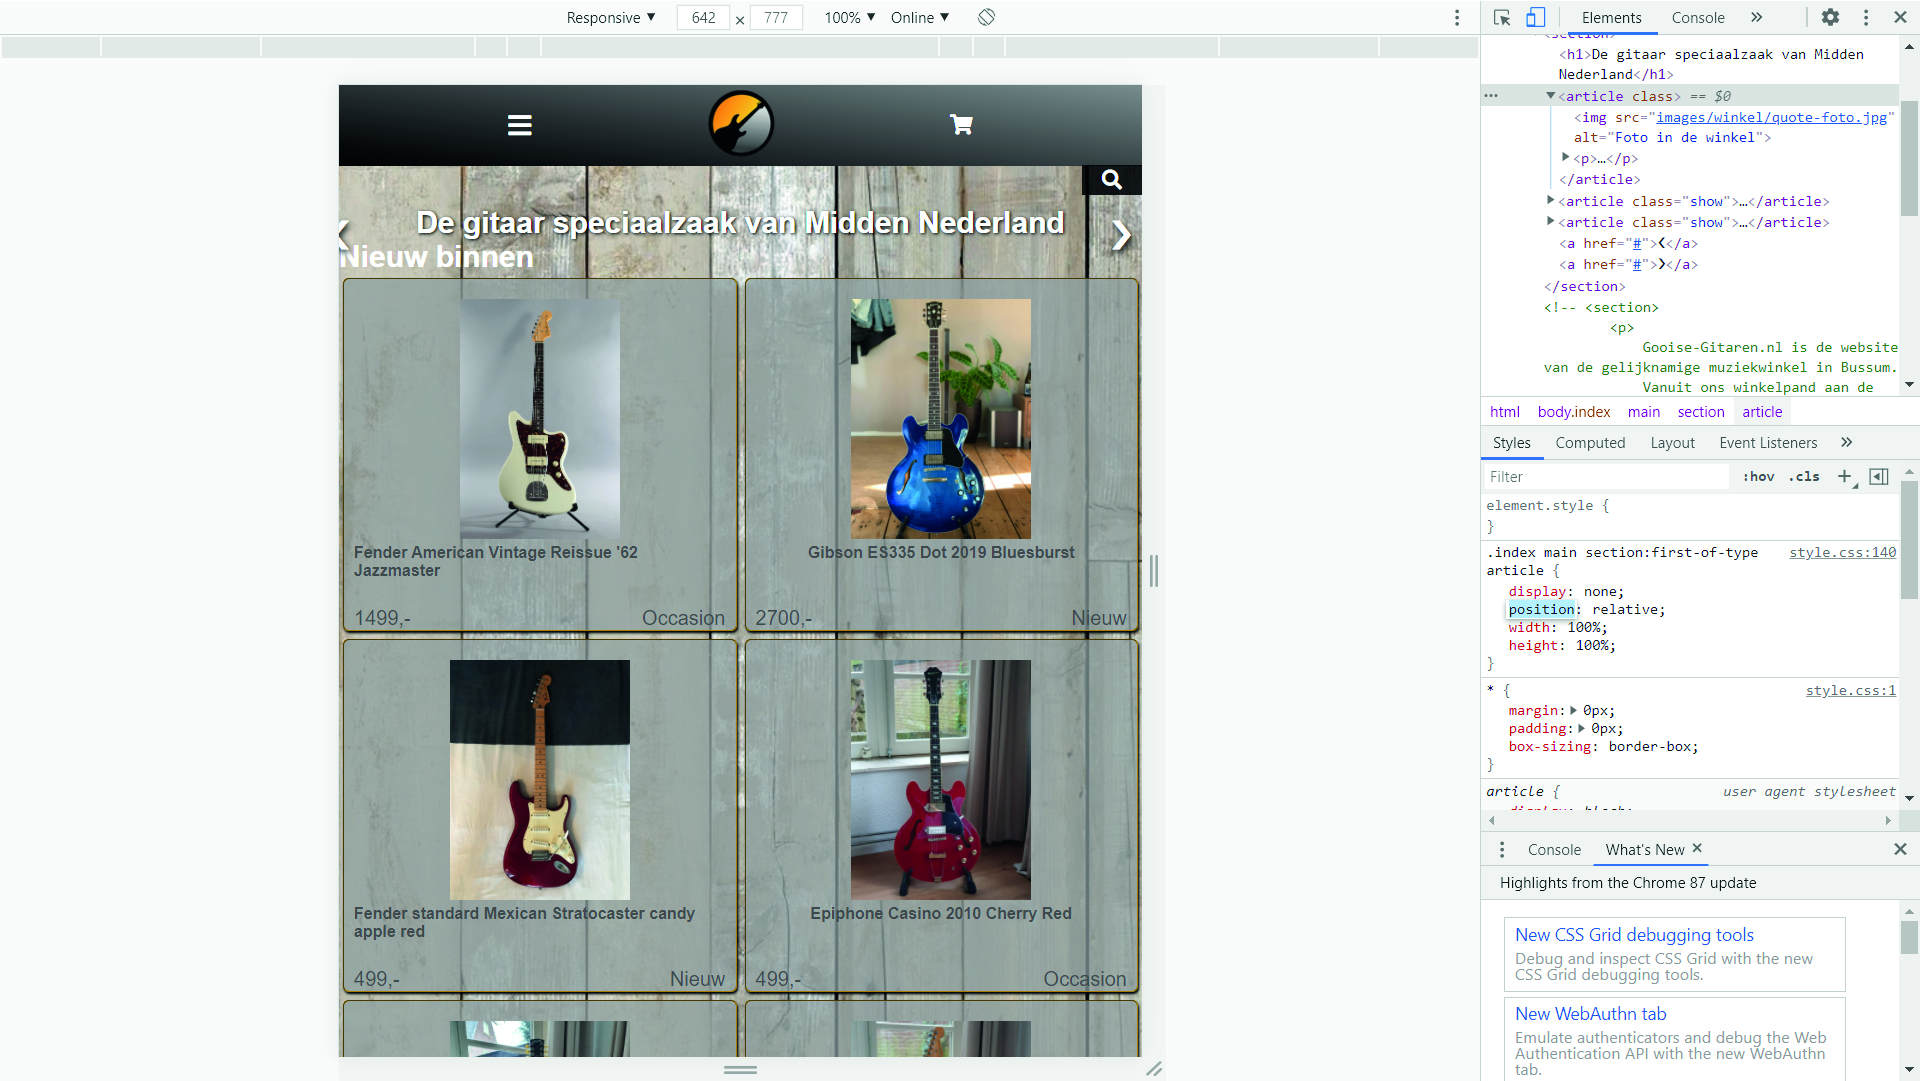 Responsive ▼ 642 × 777 100% ▼ Online ▼
De gitaar speciaalzaak van Midden Nederland
Nieuw binnen
Fender American Vintage Reissue '62
Jazzmaster
1499,- Occasion
Gibson ES335 Dot 2019 Bluesburst
2700,- Nieuw
Fender standard Mexican Stratocaster candy
apple red
499,- Nieuw
Epiphone Casino 2010 Cherry Red
499,- Occasion
Elements Console »
<section>
<h1>De gitaar speciaalzaak van Midden
Nederland</h1>
▼<article class> == $0
<img src="images/winkel/quote-foto.jpg"
alt="Foto in de winkel">
▶<p>…</p>
</article>
▶<article class="show">…</article>
▶<article class="show">…</article>
<a href="#">❮</a>
<a href="#">❯</a>
</section>
<!-- <section>
<p>
Gooise-Gitaren.nl is de website
van de gelijknamige muziekwinkel in Bussum.
Vanuit ons winkelpand aan de
html body.index main section article
Styles Computed Layout Event Listeners »
Filter :hov .cls +
element.style {
}
.index main section:first-of-type style.css:140
article {
display: none;
position: relative;
width: 100%;
height: 100%;
}
* { style.css:1
margin:▶ 0px;
padding:▶ 0px;
box-sizing: border-box;
}
article { user agent stylesheet
display: block;
Console What's New ×
Highlights from the Chrome 87 update
New CSS Grid debugging tools
Debug and inspect CSS Grid with the new
CSS Grid debugging tools.
New WebAuthn tab
Emulate authenticators and debug the Web
Authentication API with the new WebAuthn
tab.